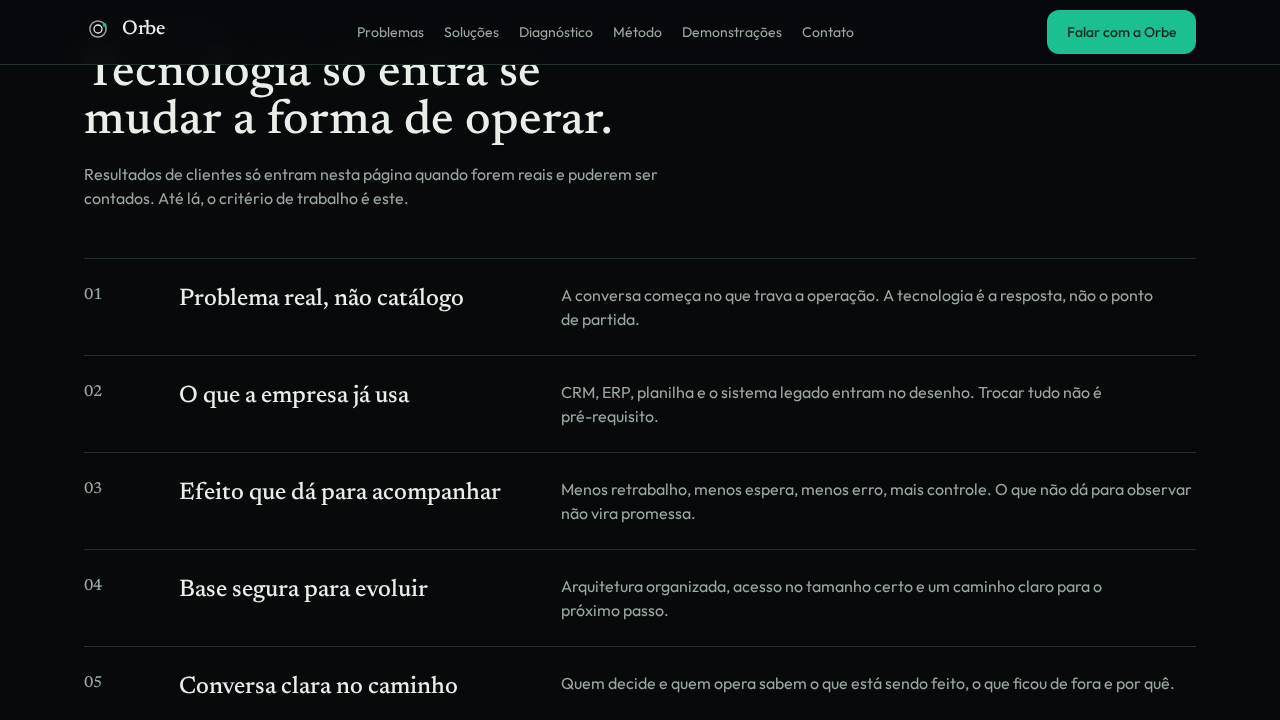 Orbe
Problemas Soluções Diagnóstico Método Demonstrações Contato
Falar com a Orbe
Tecnologia só entra se
mudar a forma de operar.
Resultados de clientes só entram nesta página quando forem reais e puderem ser
contados. Até lá, o critério de trabalho é este.
01
Problema real, não catálogo
A conversa começa no que trava a operação. A tecnologia é a resposta, não o ponto
de partida.
02
O que a empresa já usa
CRM, ERP, planilha e o sistema legado entram no desenho. Trocar tudo não é
pré-requisito.
03
Efeito que dá para acompanhar
Menos retrabalho, menos espera, menos erro, mais controle. O que não dá para observar
não vira promessa.
04
Base segura para evoluir
Arquitetura organizada, acesso no tamanho certo e um caminho claro para o
próximo passo.
05
Conversa clara no caminho
Quem decide e quem opera sabem o que está sendo feito, o que ficou de fora e por quê.